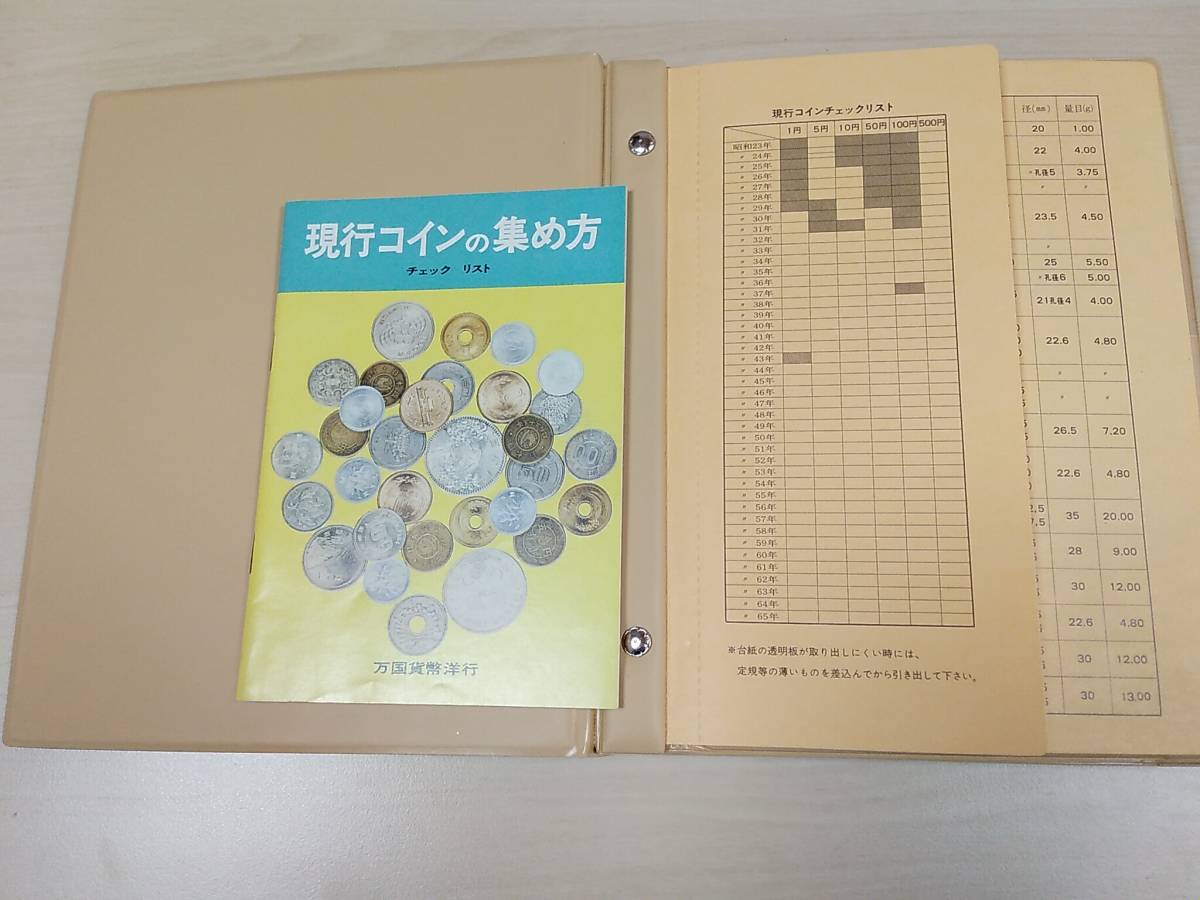 現行コインの集め方
チェック リスト
万国貨幣洋行
現行コインチェックリスト
1円 5円 10円 50円 100円 500円
昭和23年
〃 24年
〃 25年
〃 26年
〃 27年
〃 28年
〃 29年
〃 30年
〃 31年
〃 32年
〃 33年
〃 34年
〃 35年
〃 36年
〃 37年
〃 38年
〃 39年
〃 40年
〃 41年
〃 42年
〃 43年
〃 44年
〃 45年
〃 46年
〃 47年
〃 48年
〃 49年
〃 50年
〃 51年
〃 52年
〃 53年
〃 54年
〃 55年
〃 56年
〃 57年
〃 58年
〃 59年
〃 60年
〃 61年
〃 62年
〃 63年
〃 64年
〃 65年
※台紙の透明板が取り出しにくい時には、
定規等の薄いものを差込んでから引き出して下さい。
径(mm) 量目(g)
20 1.00
22 4.00
〃孔径5 3.75
〃 〃
23.5 4.50
〃
25 5.50
〃孔径6 5.00
21孔径4 4.00
22.6 4.80
〃 〃
〃 〃
26.5 7.20
22.6 4.80
35 20.00
28 9.00
30 12.00
22.6 4.80
30 12.00
30 13.00